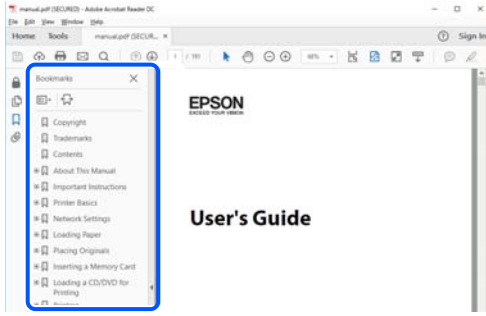 manual.pdf (SECURED) - Adobe Acrobat Reader DC
File Edit View Window Help
Home Tools manual.pdf (SECUR... ×
Sign In
1 / 191
Bookmarks
Copyright
Trademarks
Contents
About This Manual
Important Instructions
Printer Basics
Network Settings
Loading Paper
Placing Originals
Inserting a Memory Card
Loading a CD/DVD for
Printing
EPSON
EXCEED YOUR VISION
User's Guide